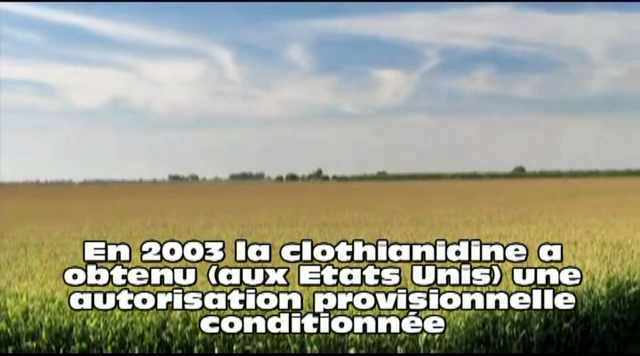 En 2003 la clothianidine a
obtenu (aux Etats Unis) une
autorisation provisionnelle
conditionnée